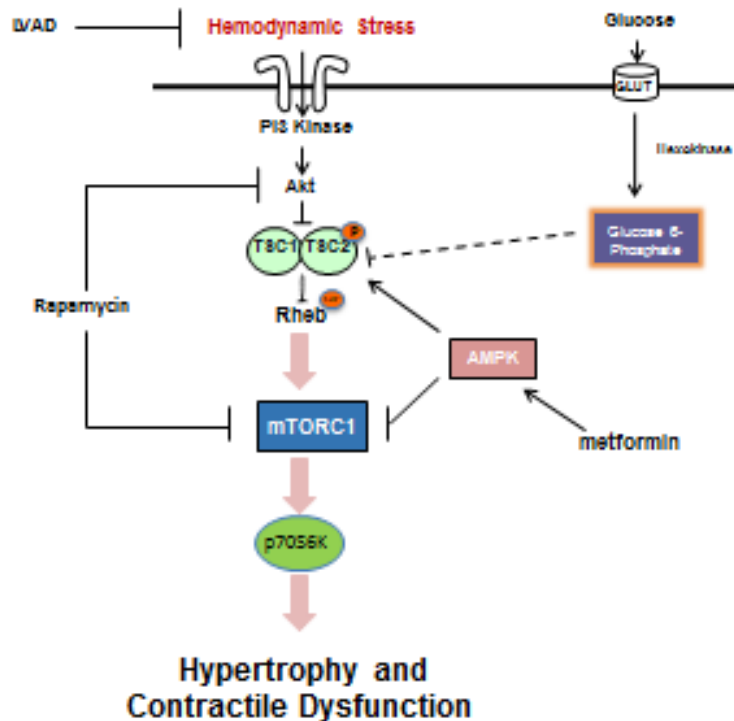 LVAD
Hemodynamic Stress
Glucose
GLUT
PI3 Kinase
Hexokinase
Akt
P
TSC1
TSC2
Glucose 6-
Phosphate
Rapamycin
Rheb
AMPK
mTORC1
metformin
p70S6K
Hypertrophy and
Contractile Dysfunction